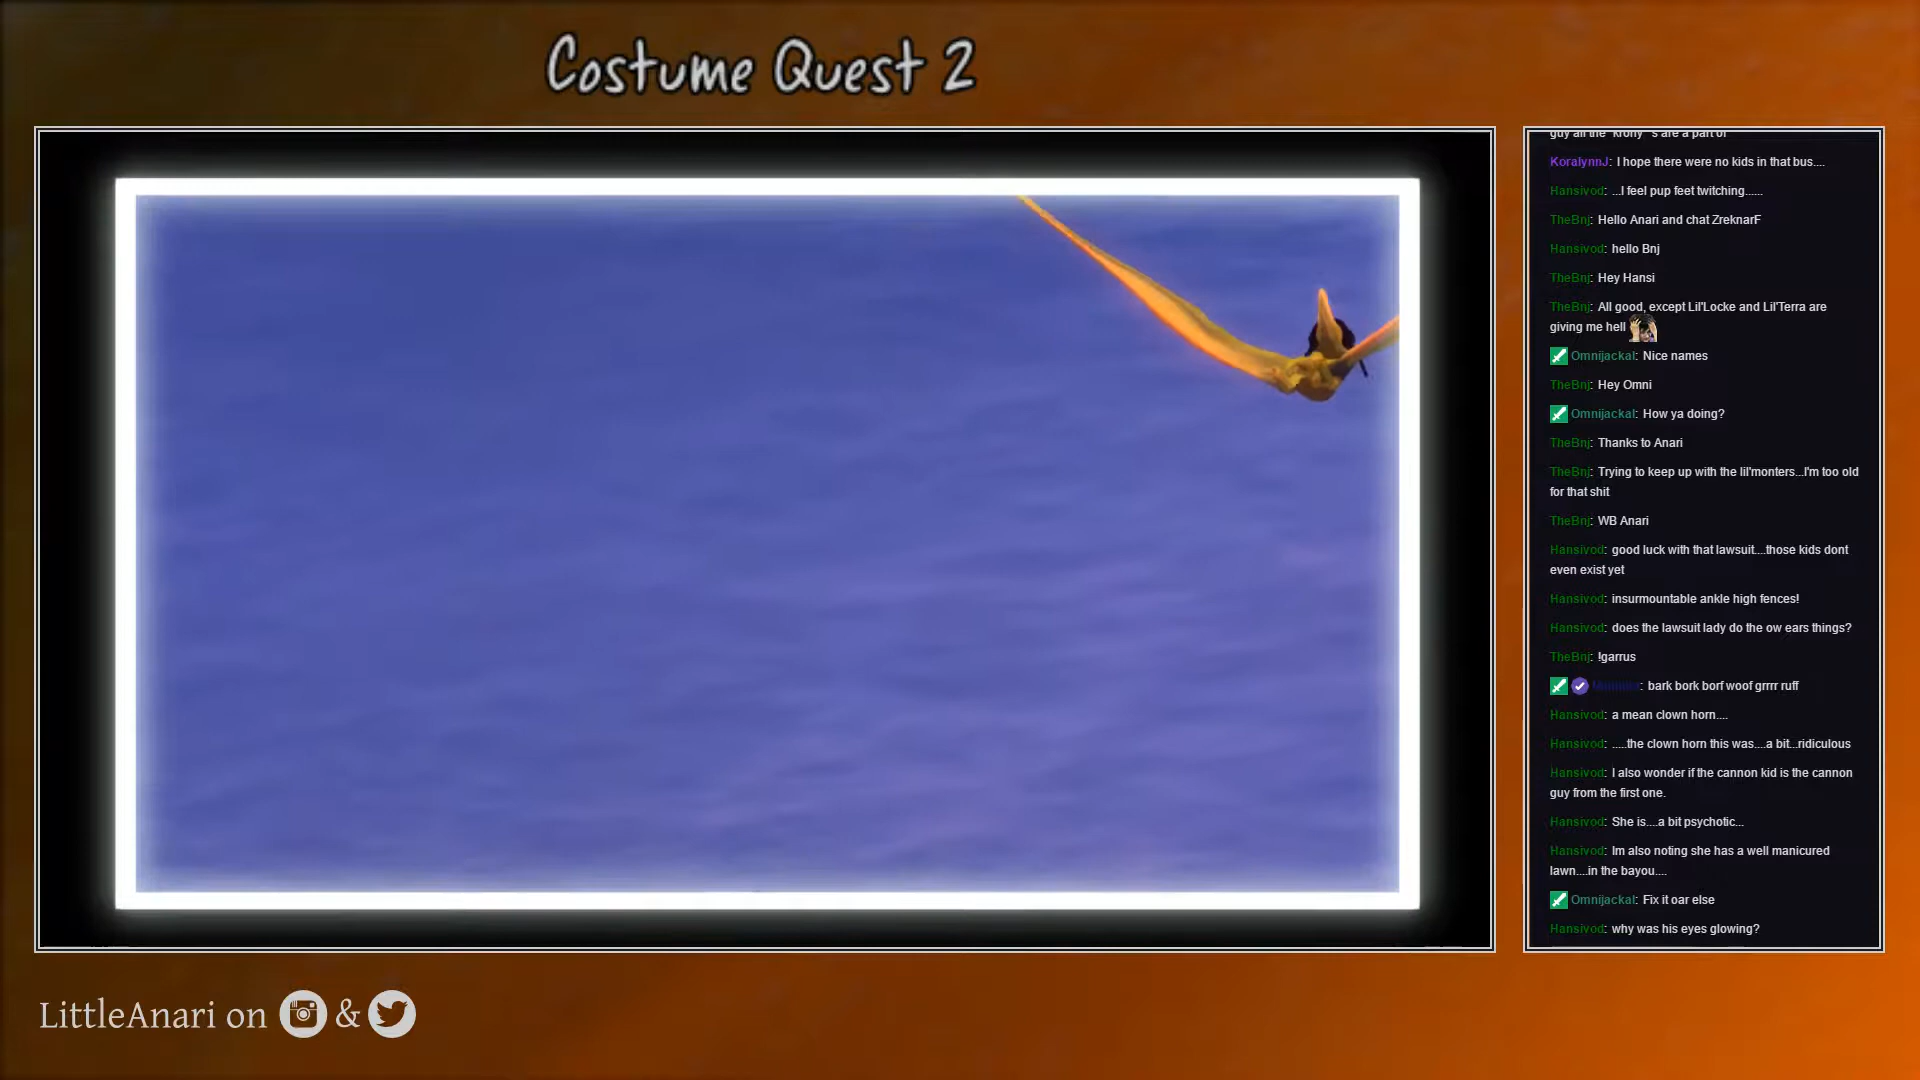 Costume Quest 2
guy all the "krony" 's are a part of
KoralynnJ: I hope there were no kids in that bus....
Hansivod: ...I feel pup feet twitching......
TheBnj: Hello Anari and chat ZreknarF
Hansivod: hello Bnj
TheBnj: Hey Hansi
TheBnj: All good, except Lil'Locke and Lil'Terra are
giving me hell
Omnijackal: Nice names
TheBnj: Hey Omni
Omnijackal: How ya doing?
TheBnj: Thanks to Anari
TheBnj: Trying to keep up with the lil'monters...I'm too old
for that shit
TheBnj: WB Anari
Hansivod: good luck with that lawsuit....those kids dont
even exist yet
Hansivod: insurmountable ankle high fences!
Hansivod: does the lawsuit lady do the ow ears things?
TheBnj: !garrus
: bark bork borf woof grrrr ruff
Hansivod: a mean clown horn....
Hansivod: .....the clown horn this was....a bit...ridiculous
Hansivod: I also wonder if the cannon kid is the cannon
guy from the first one.
Hansivod: She is....a bit psychotic...
Hansivod: Im also noting she has a well manicured
lawn....in the bayou....
Omnijackal: Fix it oar else
Hansivod: why was his eyes glowing?
LittleAnari on &